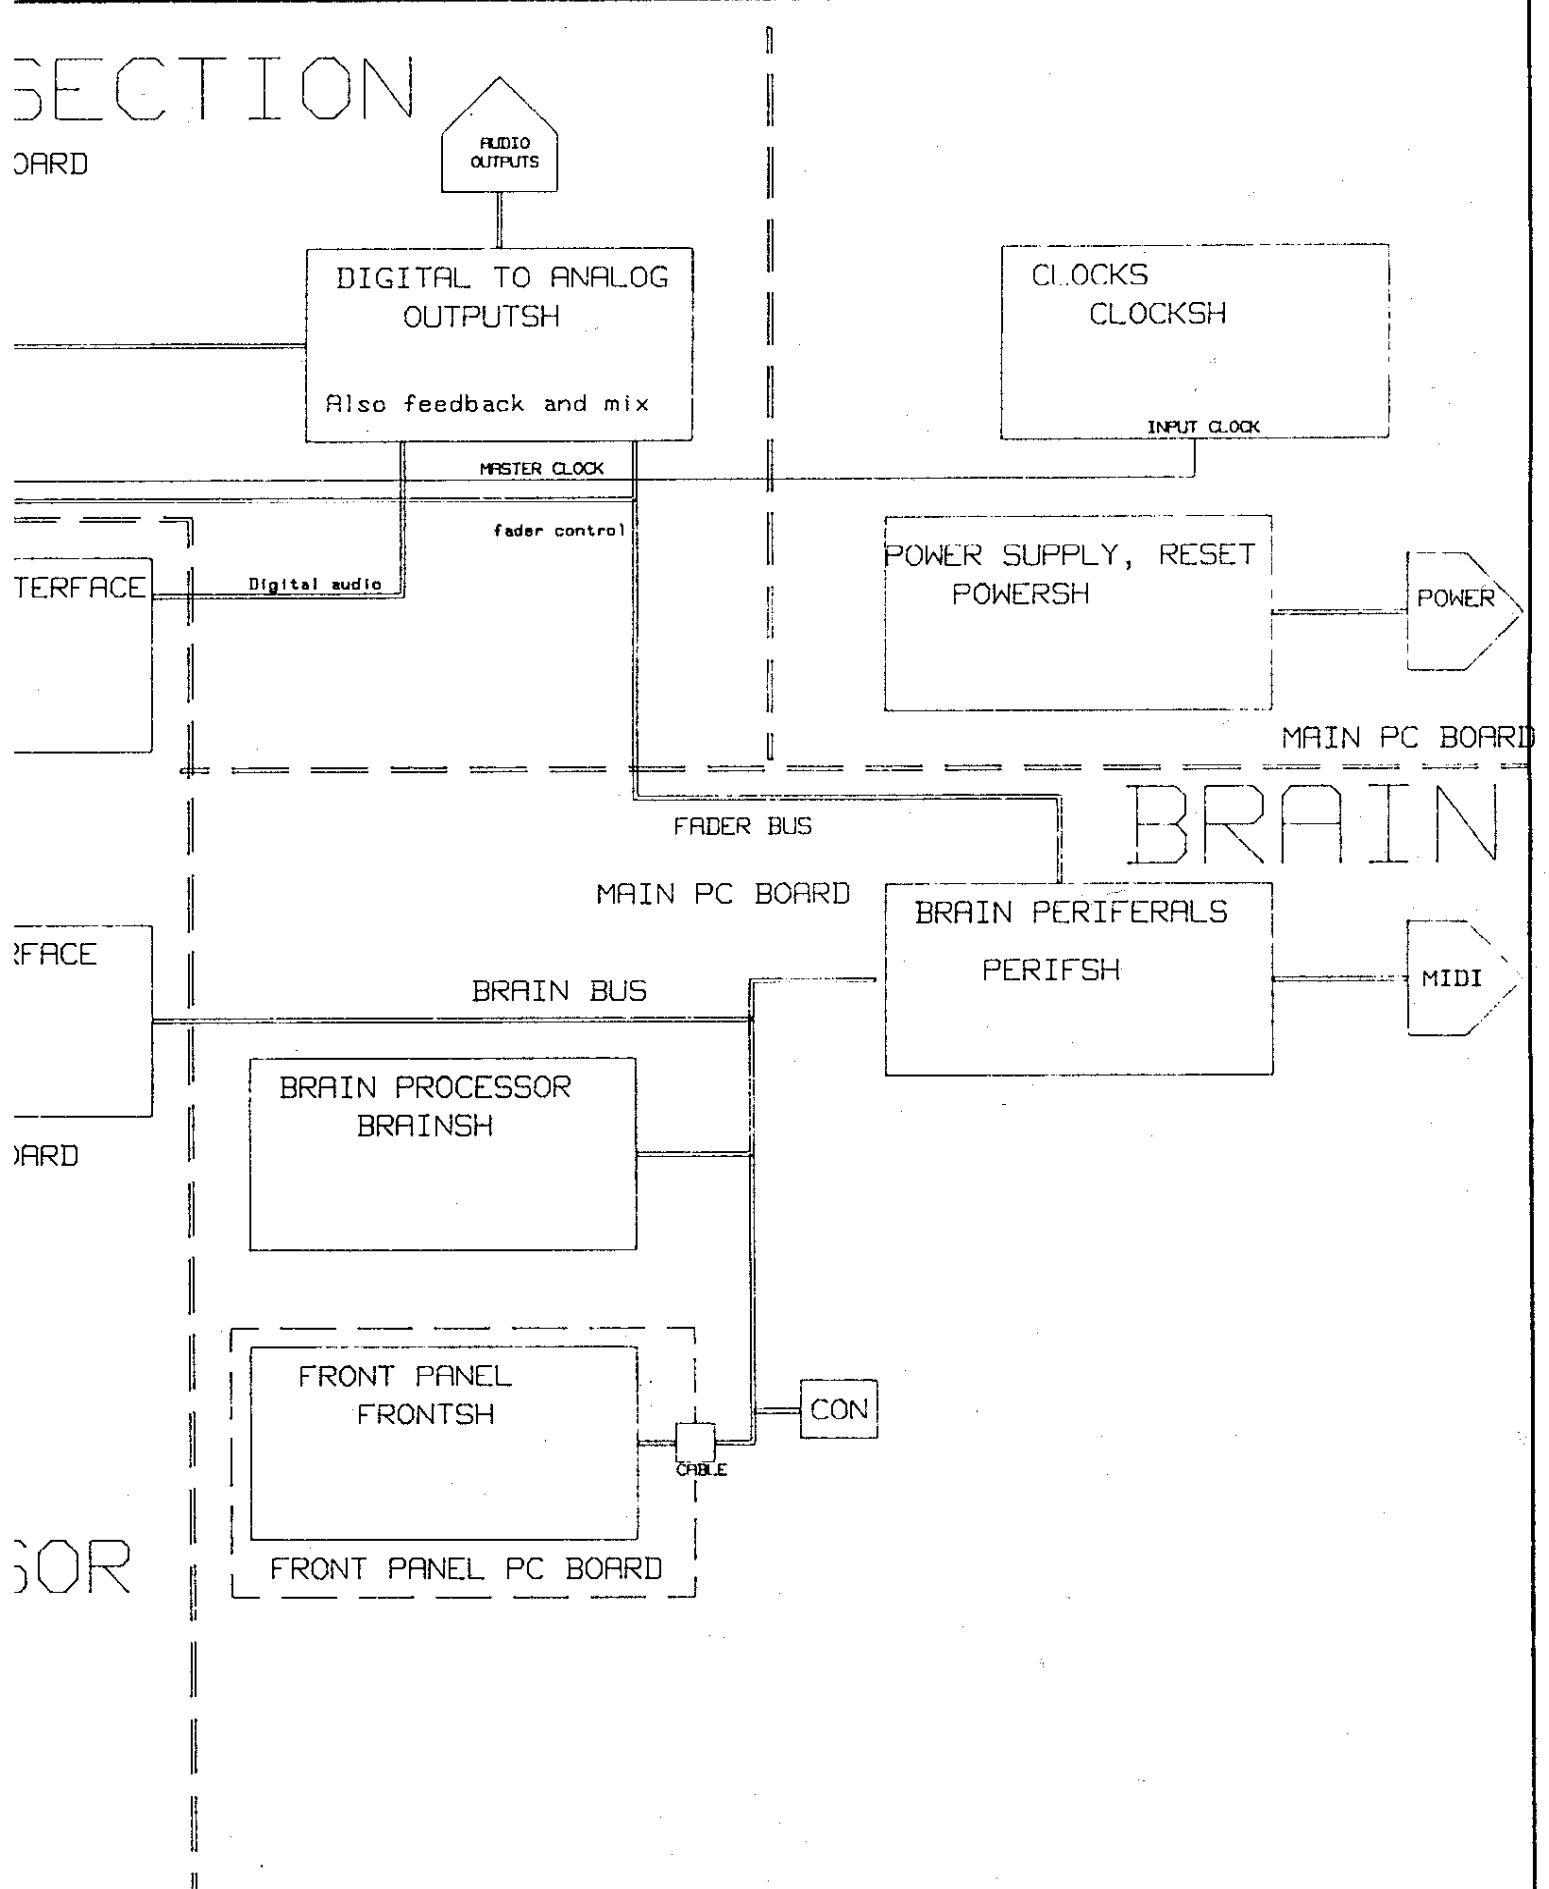 SECTION
OARD
AUDIO
OUTPUTS
DIGITAL TO ANALOG
OUTPUTSH
Also feedback and mix
CLOCKS
CLOCKSH
INPUT CLOCK
MASTER CLOCK
fader control
Digital audio
TERFACE
POWER SUPPLY, RESET
POWERSH
POWER
MAIN PC BOARD
BRAIN
FADER BUS
MAIN PC BOARD
BRAIN PERIFERALS
PERIFSH
MIDI
RFACE
BRAIN BUS
BRAIN PROCESSOR
BRAINSH
OARD
FRONT PANEL
FRONTSH
CON
CABLE
SOR
FRONT PANEL PC BOARD